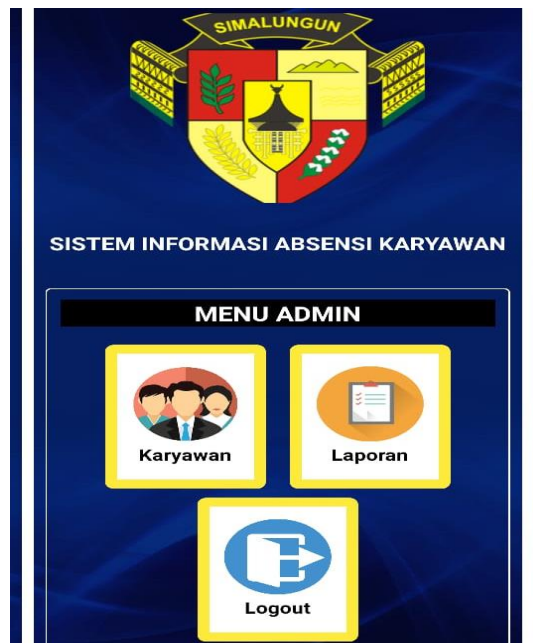 SIMALUNGUN
SISTEM INFORMASI ABSENSI KARYAWAN
MENU ADMIN
Karyawan
Laporan
Logout